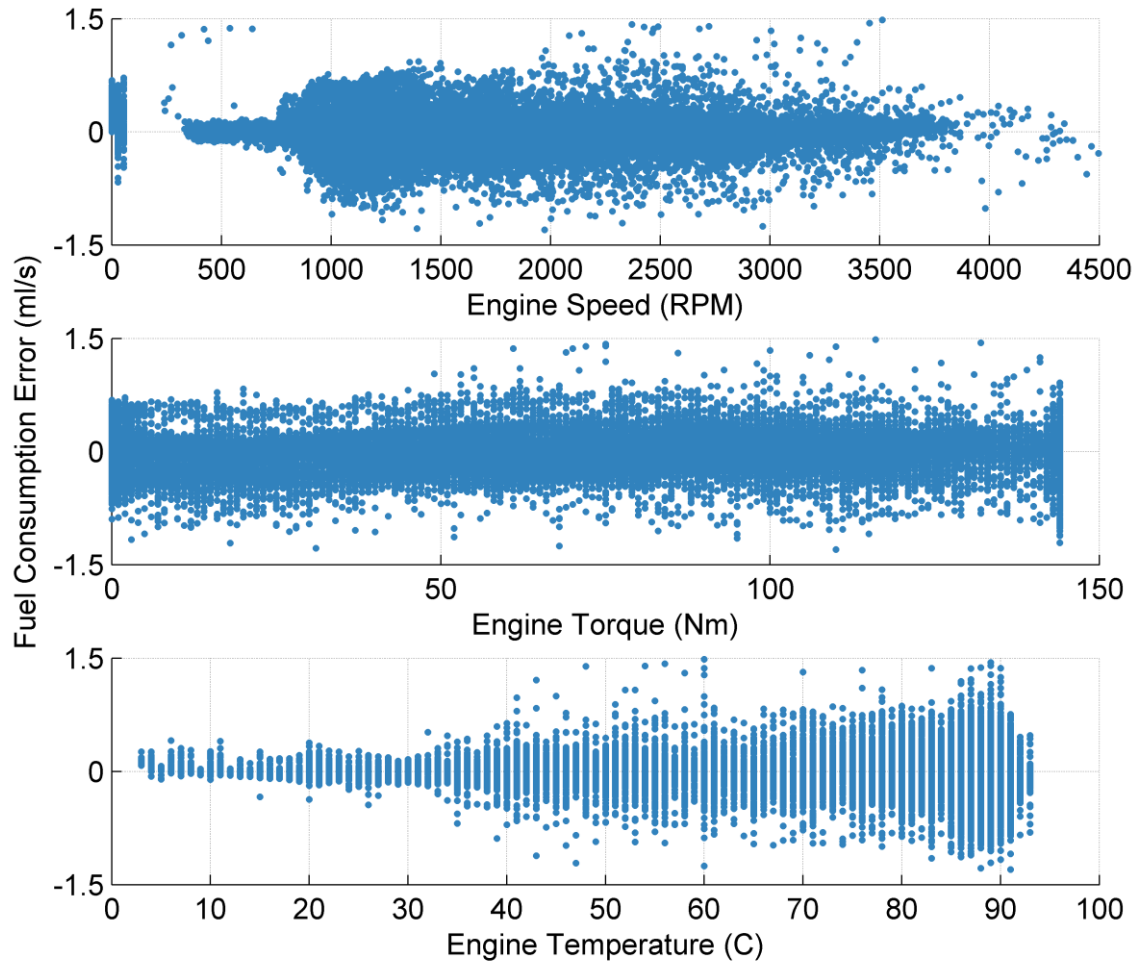 1.5
0
-1.5
0 500 1000 1500 2000 2500 3000 3500 4000 4500
Engine Speed (RPM)
Fuel Consumption Error (ml/s)
1.5
0
-1.5
0 50 100 150
Engine Torque (Nm)
1.5
0
-1.5
0 10 20 30 40 50 60 70 80 90 100
Engine Temperature (C)